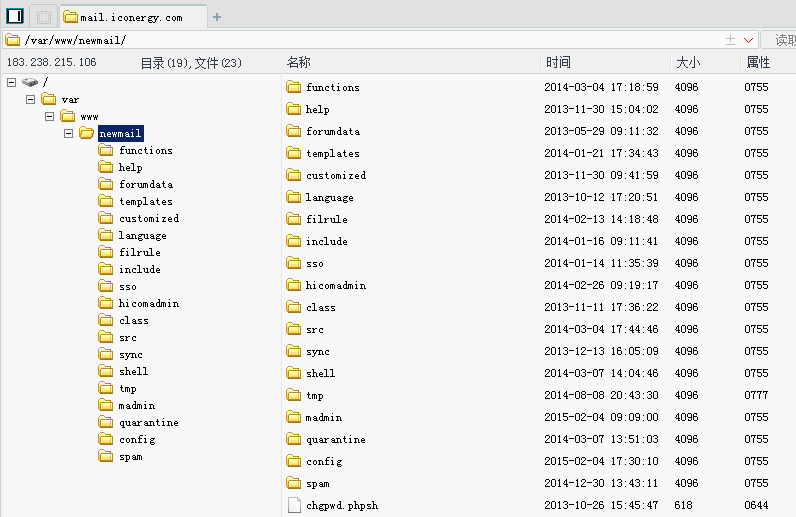 mail.iconergy.com
/var/www/newmail/
读取
183.238.215.106 目录(19),文件(23) 名称 时间 大小 属性
/
var
www
newmail
functions
help
forumdata
templates
customized
language
filrule
include
sso
hicomadmin
class
src
sync
shell
tmp
madmin
quarantine
config
spam
functions 2014-03-04 17:18:59 4096 0755
help 2013-11-30 15:04:02 4096 0755
forumdata 2013-05-29 09:11:32 4096 0755
templates 2014-01-21 17:34:43 4096 0755
customized 2013-11-30 09:41:59 4096 0755
language 2013-10-12 17:20:51 4096 0755
filrule 2014-02-13 14:18:48 4096 0755
include 2014-01-16 09:11:41 4096 0755
sso 2014-01-14 11:35:39 4096 0755
hicomadmin 2014-02-26 09:19:17 4096 0755
class 2013-11-11 17:36:22 4096 0755
src 2014-03-04 17:44:46 4096 0755
sync 2013-12-13 16:05:09 4096 0755
shell 2014-03-07 14:04:46 4096 0755
tmp 2014-08-08 20:43:30 4096 0777
madmin 2015-02-04 09:09:00 4096 0755
quarantine 2014-03-07 13:51:03 4096 0755
config 2015-02-04 17:30:10 4096 0755
spam 2014-12-30 13:43:11 4096 0755
chgpwd.phpsh 2013-10-26 15:45:47 618 0644